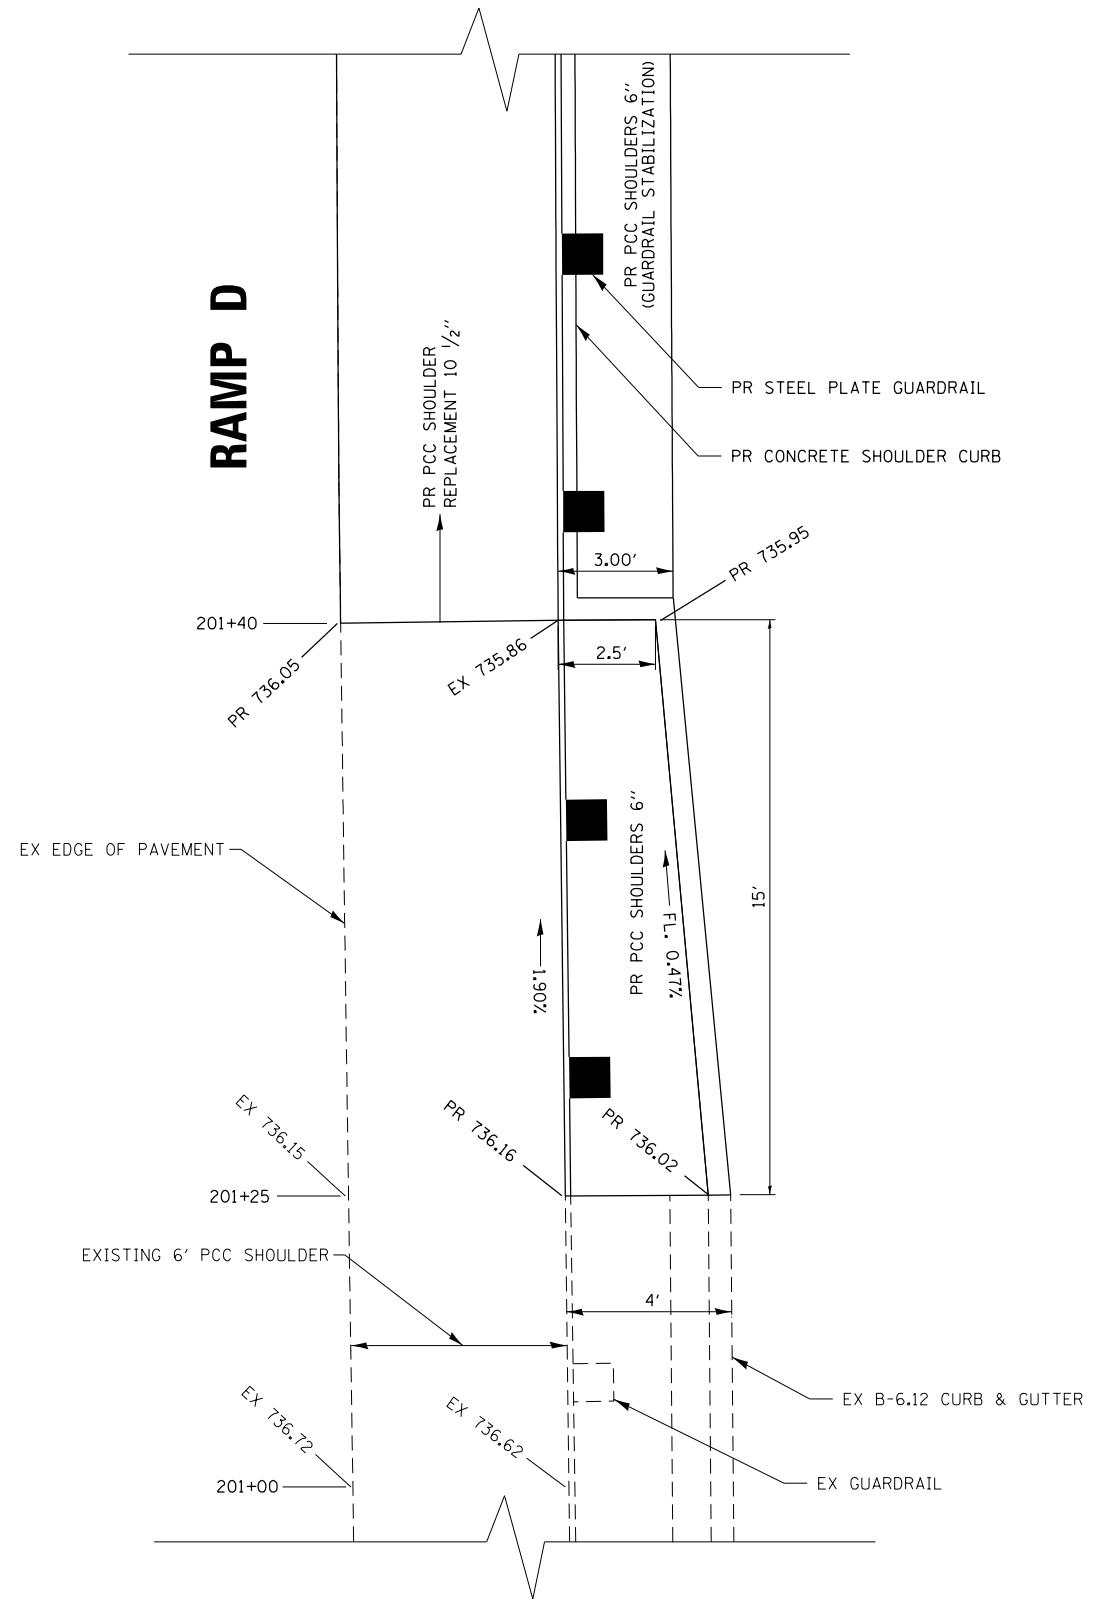 PR PCC SHOULDERS 6''
(GUARDRAIL STABILIZATION)
RAMP D
PR PCC SHOULDER
REPLACEMENT 10 1/2''
PR STEEL PLATE GUARDRAIL
PR CONCRETE SHOULDER CURB
3.00'
PR 735.95
201+40
PR 736.05
EX 735.86
2.5'
EX EDGE OF PAVEMENT
PR PCC SHOULDERS 6''
15'
FL. 0.47%
1.90%
EX 736.15
PR 736.16
PR 736.02
201+25
EXISTING 6' PCC SHOULDER
4'
EX 736.72
EX 736.62
EX B-6.12 CURB & GUTTER
201+00
EX GUARDRAIL